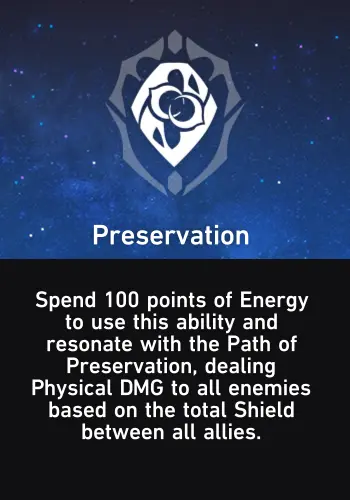 Preservation
Spend 100 points of Energy
to use this ability and
resonate with the Path of
Preservation, dealing
Physical DMG to all enemies
based on the total Shield
between all allies.